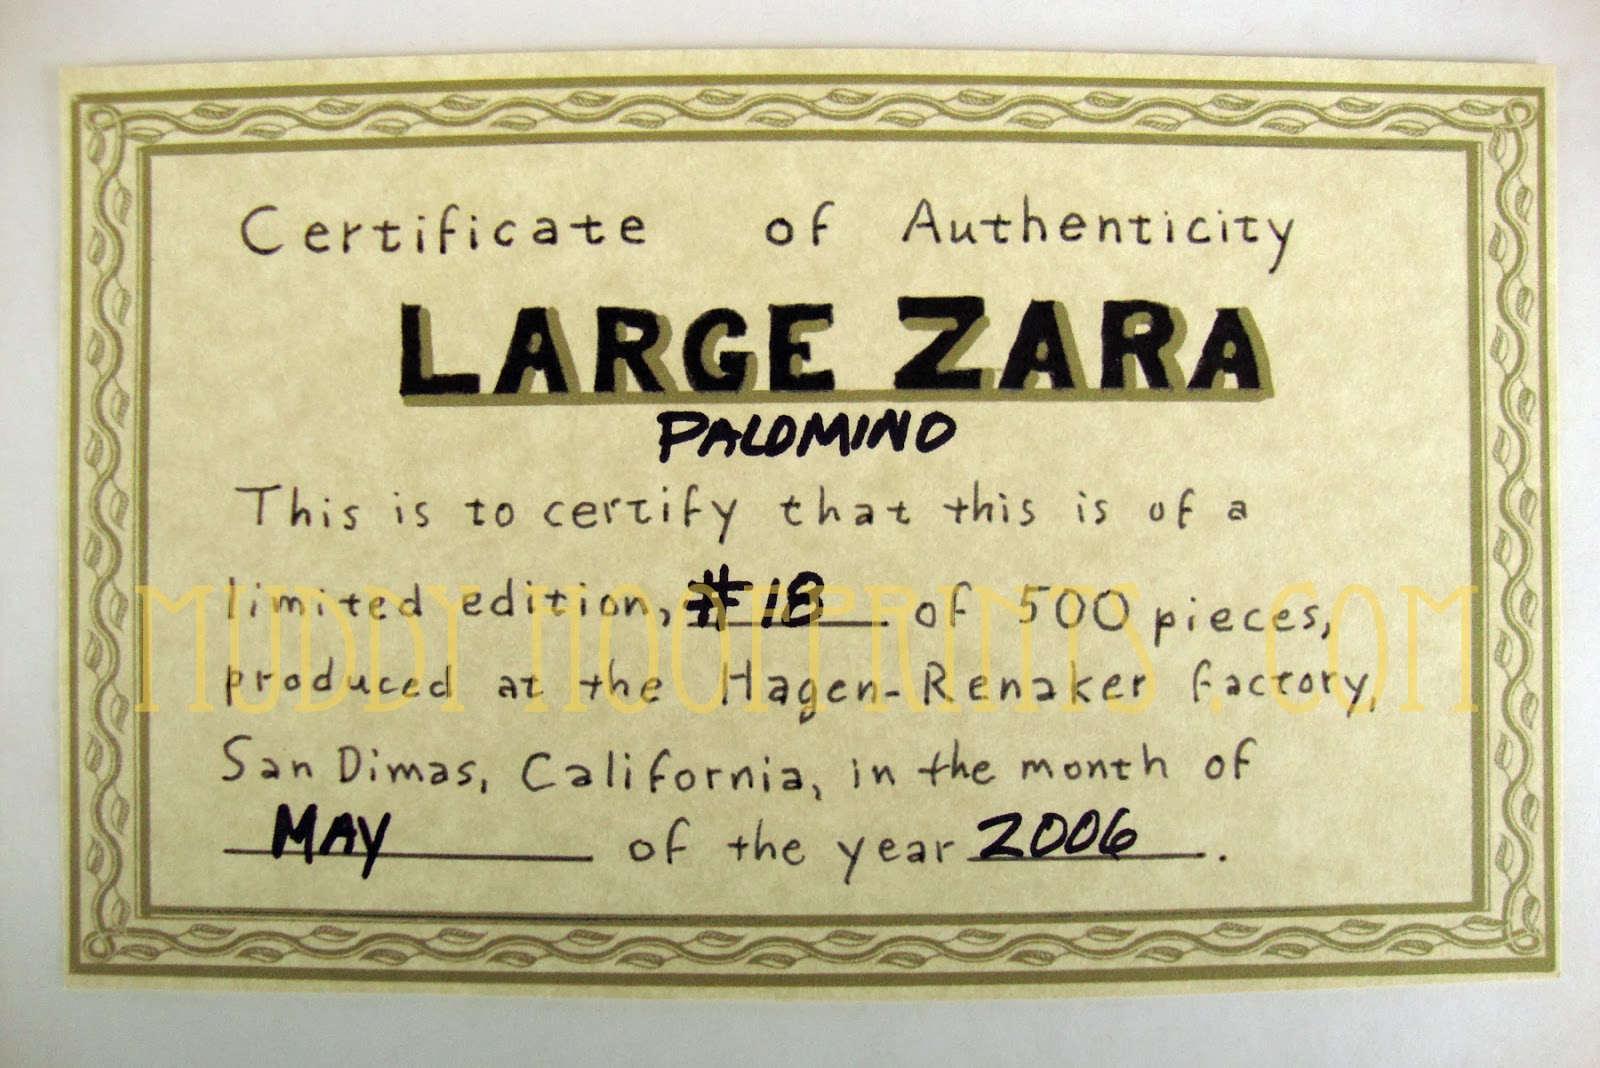 Certificate of Authenticity
LARGE ZARA
PALOMINO
This is to certify that this is of a
limited edition, #18 of 500 pieces,
MUDDY HOOFPRINTS.COM
produced at the Hagen-Renaker factory,
San Dimas, California, in the month of
MAY of the year 2006.